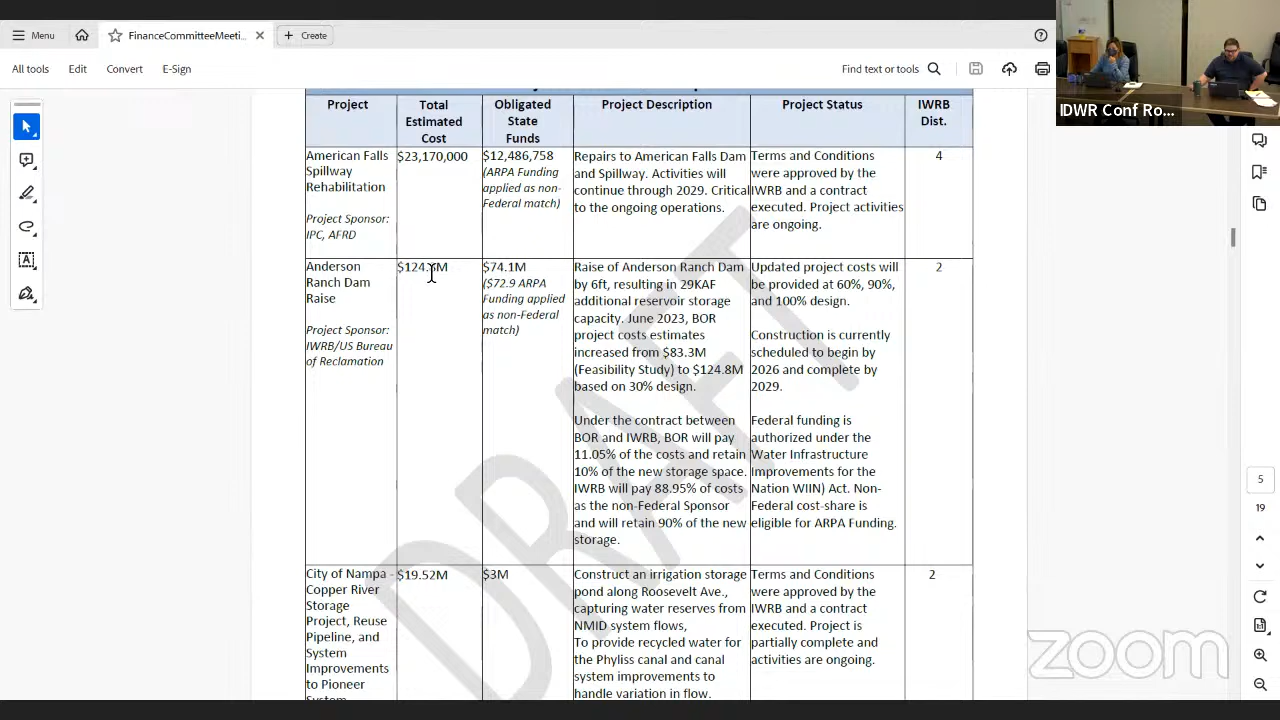 Menu
FinanceCommitteeMeeti...
Create
All tools
Edit
Convert
E-Sign
Find text or tools
IDWR Conf Ro...
Project
Total
Estimated
Cost
Obligated
State
Funds
Project Description
Project Status
IWRB
Dist.
American Falls
Spillway
Rehabilitation
Project Sponsor:
IPC, AFRD
$23,170,000
$12,486,758
(ARPA Funding
applied as non-
Federal match)
Repairs to American Falls Dam
and Spillway. Activities will
continue through 2029. Critical
to the ongoing operations.
Terms and Conditions
were approved by the
IWRB and a contract
executed. Project activities
are ongoing.
4
Anderson
Ranch Dam
Raise
Project Sponsor:
IWRB/US Bureau
of Reclamation
$74.1M
($72.9 ARPA
Funding applied
as non-Federal
match)
Raise of Anderson Ranch Dam
by 6ft, resulting in 29KAF
additional reservoir storage
capacity. June 2023, BOR
project costs estimates
increased from $83.3M
(Feasibility Study) to $124.8M
based on 30% design.
Under the contract between
BOR and IWRB, BOR will pay
11.05% of the costs and retain
10% of the new storage space.
IWRB will pay 88.95% of costs
as the non-Federal Sponsor
and will retain 90% of the new
storage.
Updated project costs will
be provided at 60%, 90%,
and 100% design.
Construction is currently
scheduled to begin by
2026 and complete by
2029.
Federal funding is
authorized under the
Water Infrastructure
Improvements for the
Nation WIIN) Act. Non-
Federal cost-share is
eligible for ARPA Funding.
2
City of Nampa -
Copper River
Storage
Project, Reuse
Pipeline, and
System
Improvements
to Pioneer
System
$19.52M
$3M
Construct an irrigation storage
pond along Roosevelt Ave.,
capturing water reserves from
NMID system flows,
To provide recycled water for
the Phyliss canal and canal
system improvements to
handle variation in flow.
Terms and Conditions
were approved by the
IWRB and a contract
executed. Project is
partially complete and
activities are ongoing.
2
DRAFT
5
19
zoom